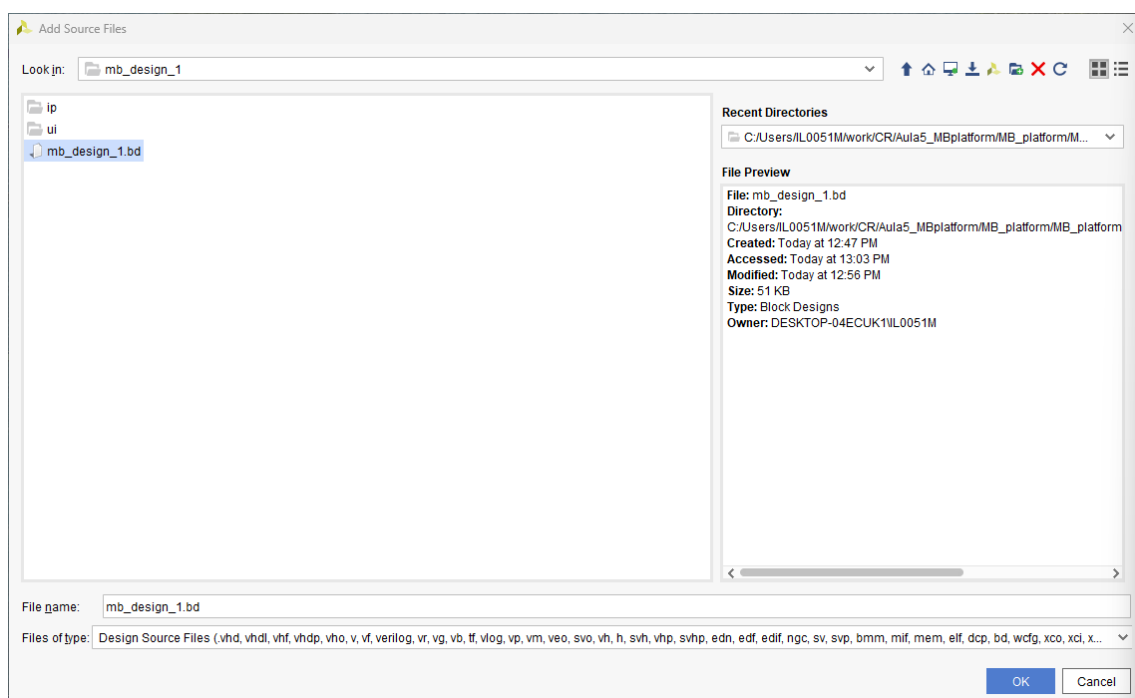 Add Source Files
Look in: mb_design_1
ip
ui
mb_design_1.bd
Recent Directories
C:/Users/IL0051M/work/CR/Aula5_MBplatform/MB_platform/M...
File Preview
File: mb_design_1.bd
Directory:
C:/Users/IL0051M/work/CR/Aula5_MBplatform/MB_platform/MB_platform
Created: Today at 12:47 PM
Accessed: Today at 13:03 PM
Modified: Today at 12:56 PM
Size: 51 KB
Type: Block Designs
Owner: DESKTOP-04ECUK1\IL0051M
File name: mb_design_1.bd
Files of type: Design Source Files (.vhd, vhdl, vhf, vhdp, vho, v, vf, verilog, vr, vg, vb, tf, vlog, vp, vm, veo, svo, vh, h, svh, vhp, svhp, edn, edf, edif, ngc, sv, svp, bmm, mif, mem, elf, dcp, bd, wcfg, xco, xci, x...
OK Cancel